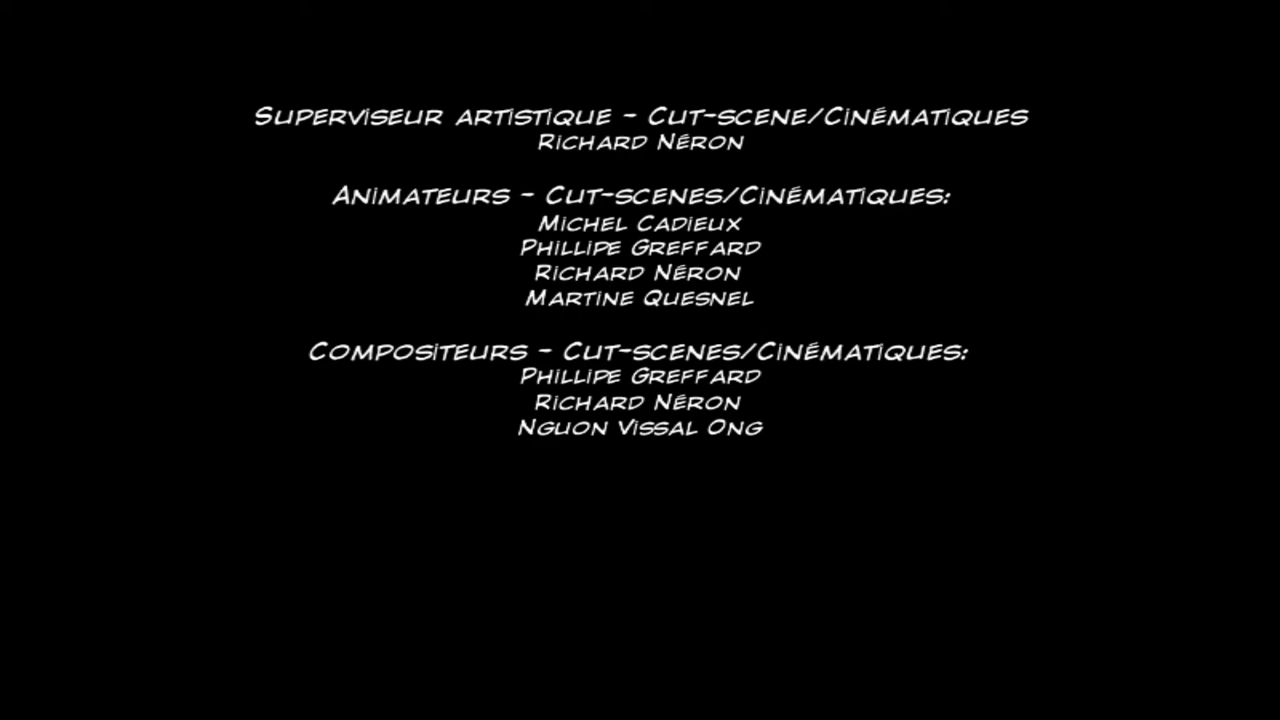 Superviseur artistique - Cut-scene/Cinématiques
Richard Néron
Animateurs - Cut-scenes/Cinématiques:
Michel Cadieux
Phillipe Greffard
Richard Néron
Martine Quesnel
Compositeurs - Cut-scenes/Cinématiques:
Phillipe Greffard
Richard Néron
Nguon Vissal Ong